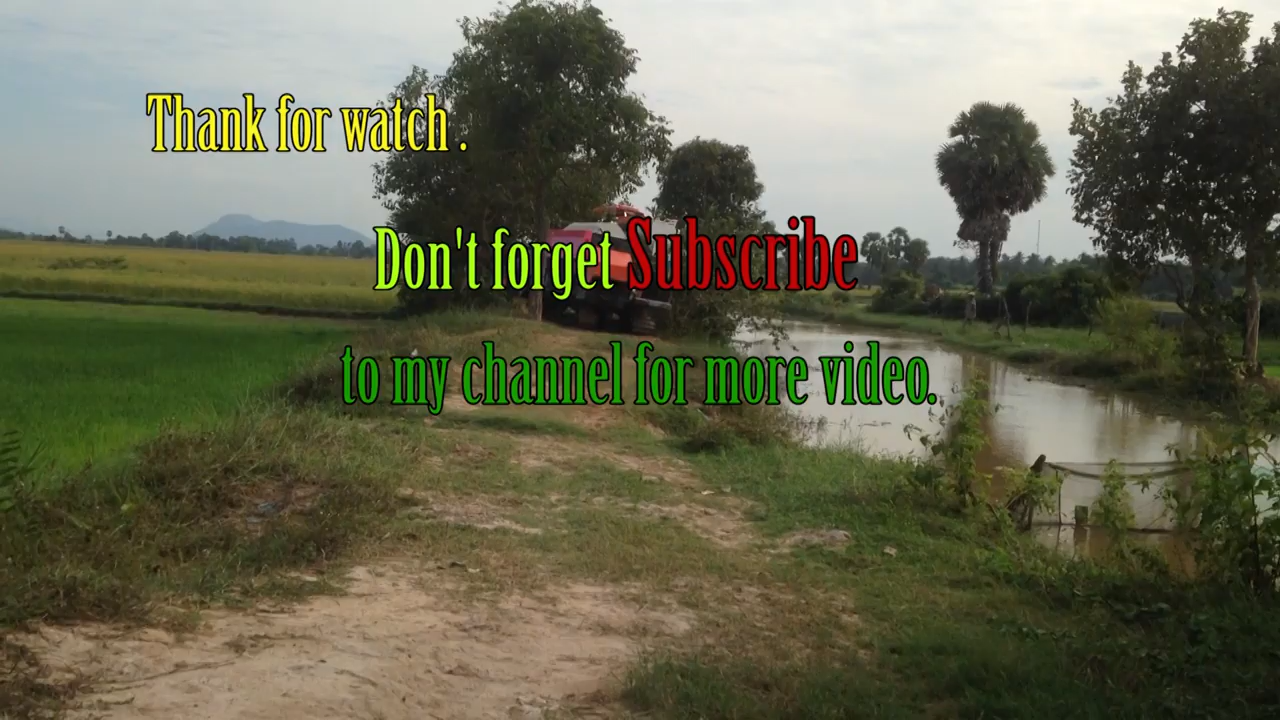 Thank for watch .
Don't forget Subscribe
to my channel for more video.